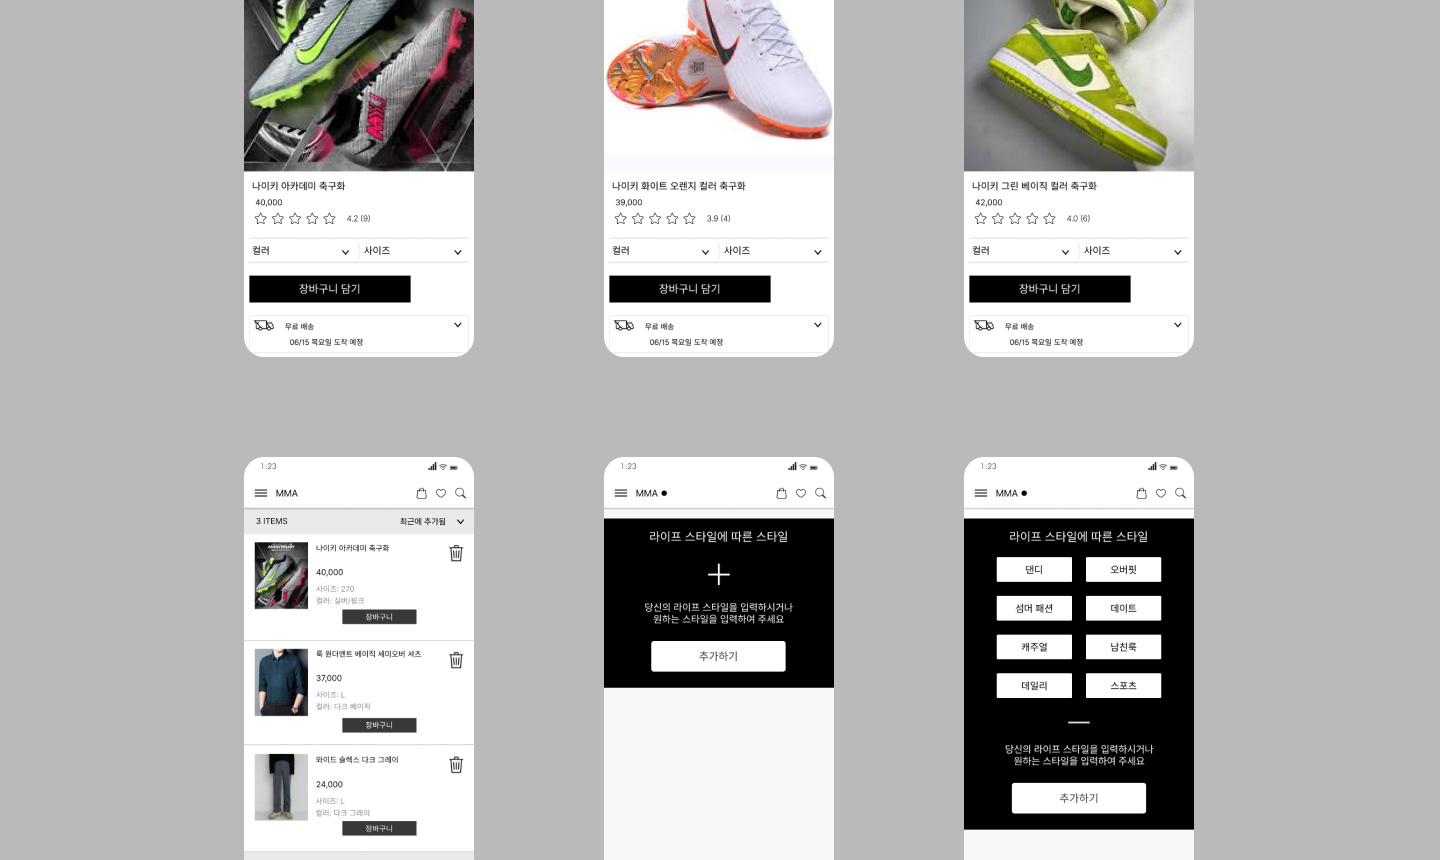 나이키 아카데미 축구화
40,000
4.2 (9)
컬러
사이즈
장바구니 담기
무료 배송
06/15 목요일 도착 예정
나이키 화이트 오렌지 컬러 축구화
39,000
3.9 (4)
컬러
사이즈
장바구니 담기
무료 배송
06/15 목요일 도착 예정
나이키 그린 베이직 컬러 축구화
42,000
4.0 (6)
컬러
사이즈
장바구니 담기
무료 배송
06/15 목요일 도착 예정
1:23
MMA
3 ITEMS
최근에 추가됨
나이키 아카데미 축구화
40,000
사이즈: 270
컬러: 실버/핑크
장바구니
룩 원더맨트 베이직 세미오버 셔츠
37,000
사이즈: L
컬러: 다크 베이직
장바구니
와이드 슬렉스 다크 그레이
24,000
사이즈: L
컬러: 다크 그레이
장바구니
1:23
MMA
라이프 스타일에 따른 스타일
당신의 라이프 스타일을 입력하시거나
원하는 스타일을 입력하여 주세요
추가하기
1:23
MMA
라이프 스타일에 따른 스타일
댄디
오버핏
섬머 패션
데이트
캐주얼
남친룩
데일리
스포츠
당신의 라이프 스타일을 입력하시거나
원하는 스타일을 입력하여 주세요
추가하기